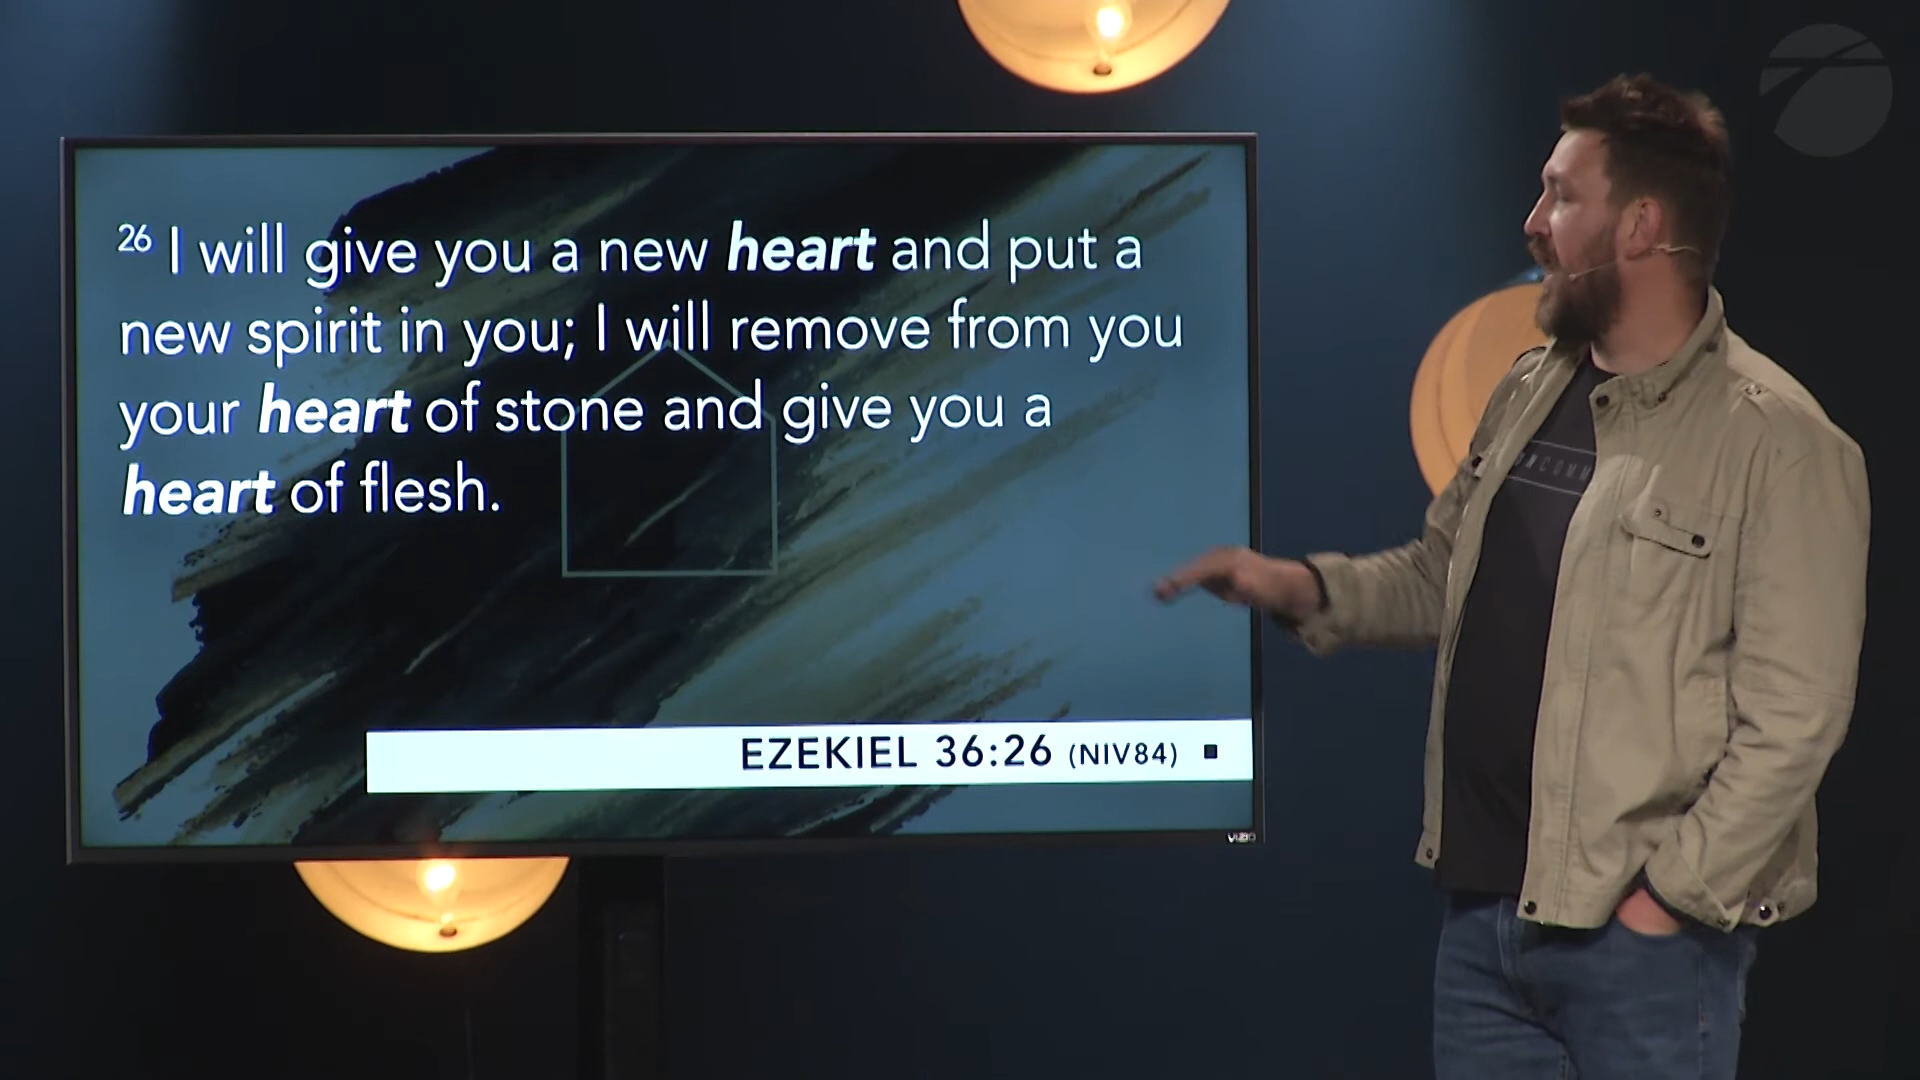 26 I will give you a new heart and put a
new spirit in you; I will remove from you
your heart of stone and give you a
heart of flesh.
EZEKIEL 36:26 (NIV84)
VIZIO